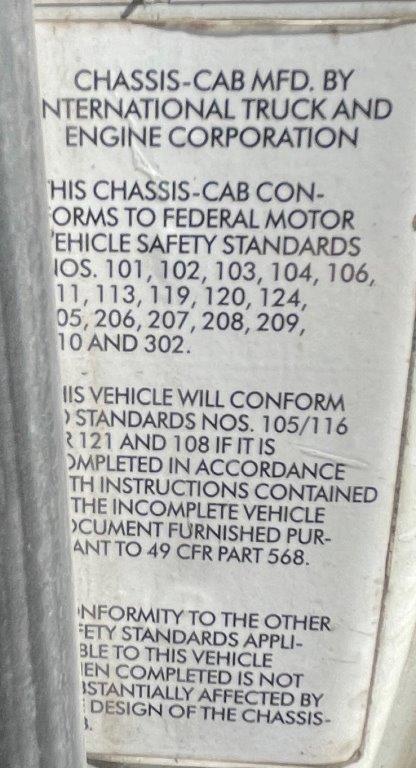 CHASSIS-CAB MFD. BY
NTERNATIONAL TRUCK AND
ENGINE CORPORATION
HIS CHASSIS-CAB CON-
ORMS TO FEDERAL MOTOR
EHICLE SAFETY STANDARDS
OS. 101, 102, 103, 104, 106,
11, 113, 119, 120, 124,
05, 206, 207, 208, 209,
10 AND 302.
IS VEHICLE WILL CONFORM
STANDARDS NOS. 105/116
R 121 AND 108 IF IT IS
OMPLETED IN ACCORDANCE
TH INSTRUCTIONS CONTAINED
THE INCOMPLETE VEHICLE
OCUMENT FURNISHED PUR-
ANT TO 49 CFR PART 568.
NFORMITY TO THE OTHER
FETY STANDARDS APPLI-
BLE TO THIS VEHICLE
EN COMPLETED IS NOT
BSTANTIALLY AFFECTED BY
DESIGN OF THE CHASSIS-
B.